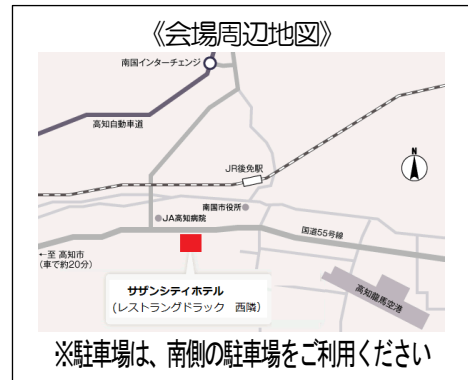 《会場周辺地図》
南国インターチェンジ
高知自動車道
N
JR後免駅
南国市役所
JA高知病院
国道55号線
←至 高知市
(車で約20分)
サザンシティホテル
(レストラングドラック　西隣)
高知龍馬空港
※駐車場は、南側の駐車場をご利用ください